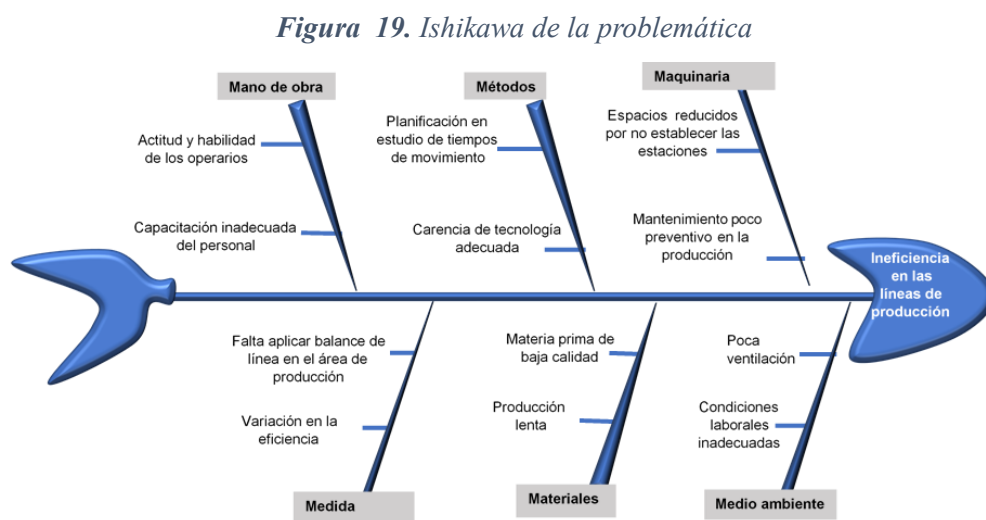 Figura 19. Ishikawa de la problemática
Mano de obra
Actitud y habilidad
de los operarios
Capacitación inadecuada
del personal
Métodos
Planificación en
estudio de tiempos
de movimiento
Carencia de tecnología
adecuada
Maquinaria
Espacios reducidos
por no establecer las
estaciones
Mantenimiento poco
preventivo en la
producción
Ineficiencia
en las
líneas de
producción
Falta aplicar balance de
línea en el área de
producción
Variación en la
eficiencia
Medida
Materia prima de
baja calidad
Producción
lenta
Materiales
Poca
ventilación
Condiciones
laborales
inadecuadas
Medio ambiente